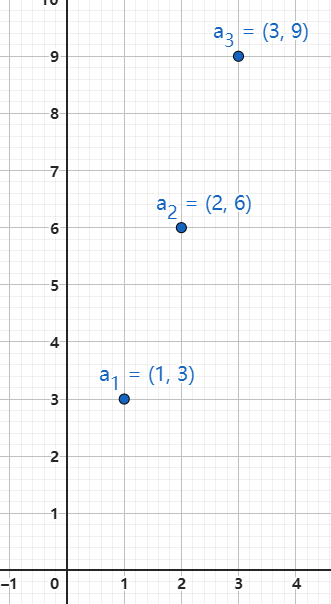 10
a₃ = (3, 9)
9
8
7
a₂ = (2, 6)
6
5
4
a₁ = (1, 3)
3
2
1
−1 0 1 2 3 4